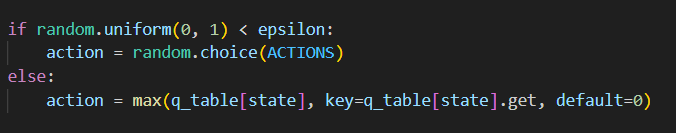 if random.uniform(0, 1) < epsilon:
    action = random.choice(ACTIONS)
else:
    action = max(q_table[state], key=q_table[state].get, default=0)